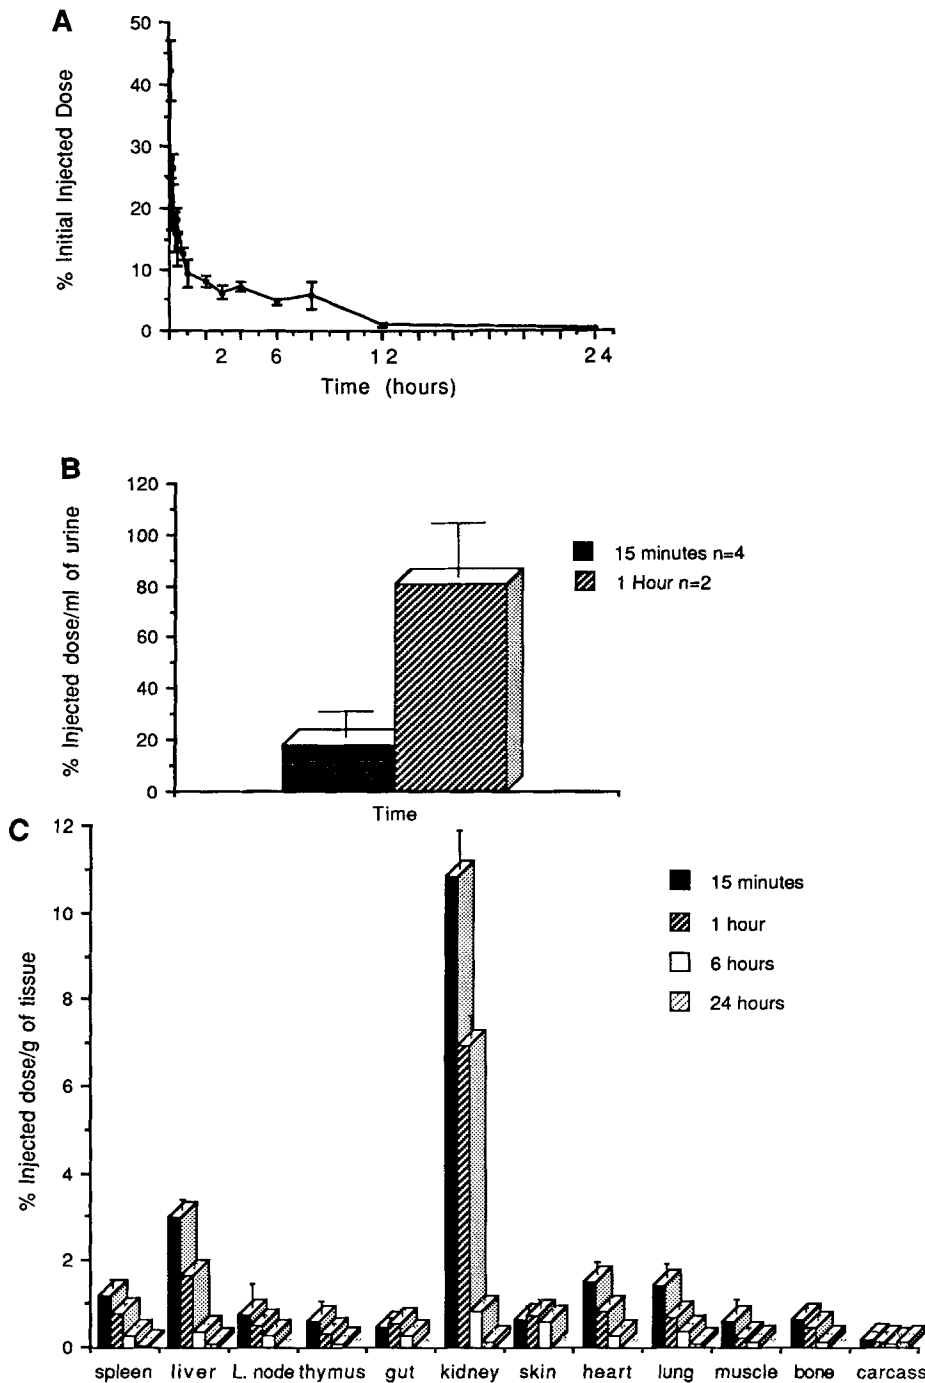 A
% Initial Injected Dose
50
40
30
20
10
0
2 6 12 24
Time (hours)
B
% Injected dose/ml of urine
120
100
80
60
40
20
0
15 minutes n=4
1 Hour n=2
Time
C
% Injected dose/g of tissue
12
10
8
6
4
2
0
15 minutes
1 hour
6 hours
24 hours
spleen liver L. node thymus gut kidney skin heart lung muscle bone carcass